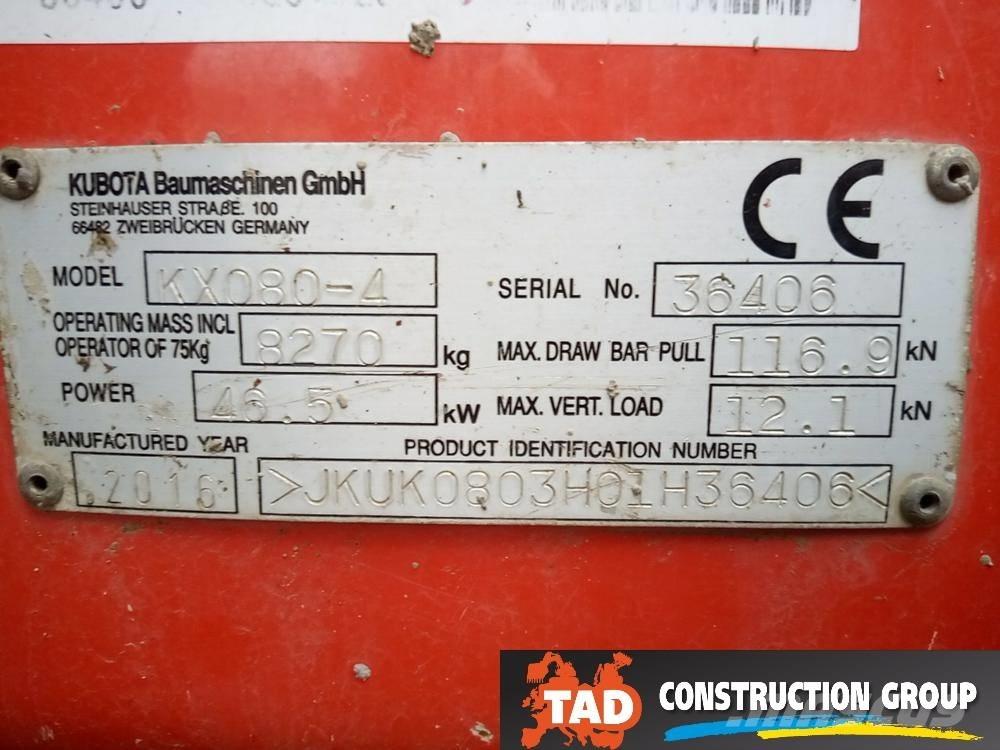 KUBOTA Baumaschinen GmbH
STEINHAUSER STRAßE. 100
66482 ZWEIBRÜCKEN GERMANY
CE
MODEL KX080-4
SERIAL No. 36406
OPERATING MASS INCL
OPERATOR OF 75Kg 8270 kg
MAX. DRAW BAR PULL 116.9 kN
POWER 46.5 kW
MAX. VERT. LOAD 12.1 kN
MANUFACTURED YEAR
2016
PRODUCT IDENTIFICATION NUMBER
>JKUK0803H01H36406<
TAD CONSTRUCTION GROUP
mascus